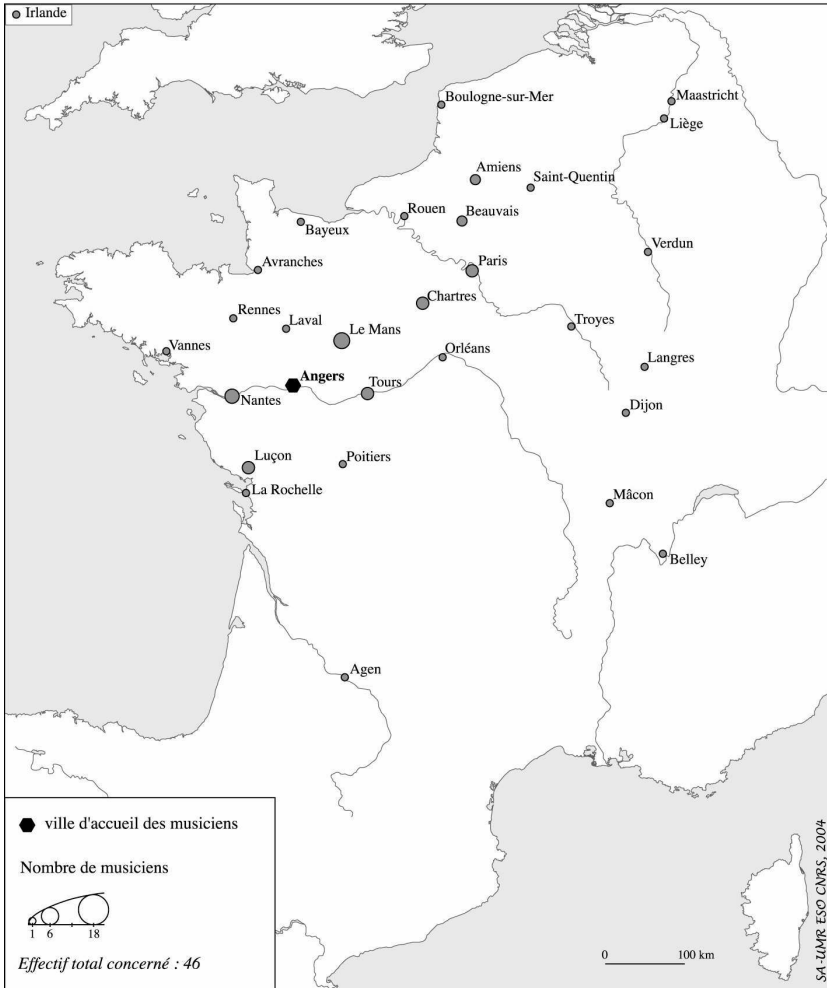 Irlande
Boulogne-sur-Mer
Maastricht
Liège
Amiens
Saint-Quentin
Rouen
Beauvais
Bayeux
Verdun
Avranches
Paris
Chartres
Rennes
Laval
Le Mans
Troyes
Vannes
Orléans
Langres
Angers
Tours
Nantes
Dijon
Luçon
Poitiers
La Rochelle
Mâcon
Belley
Agen
ville d'accueil des musiciens
Nombre de musiciens
1 6 18
Effectif total concerné : 46
0 100 km
SA-UMR ESO CNRS, 2004